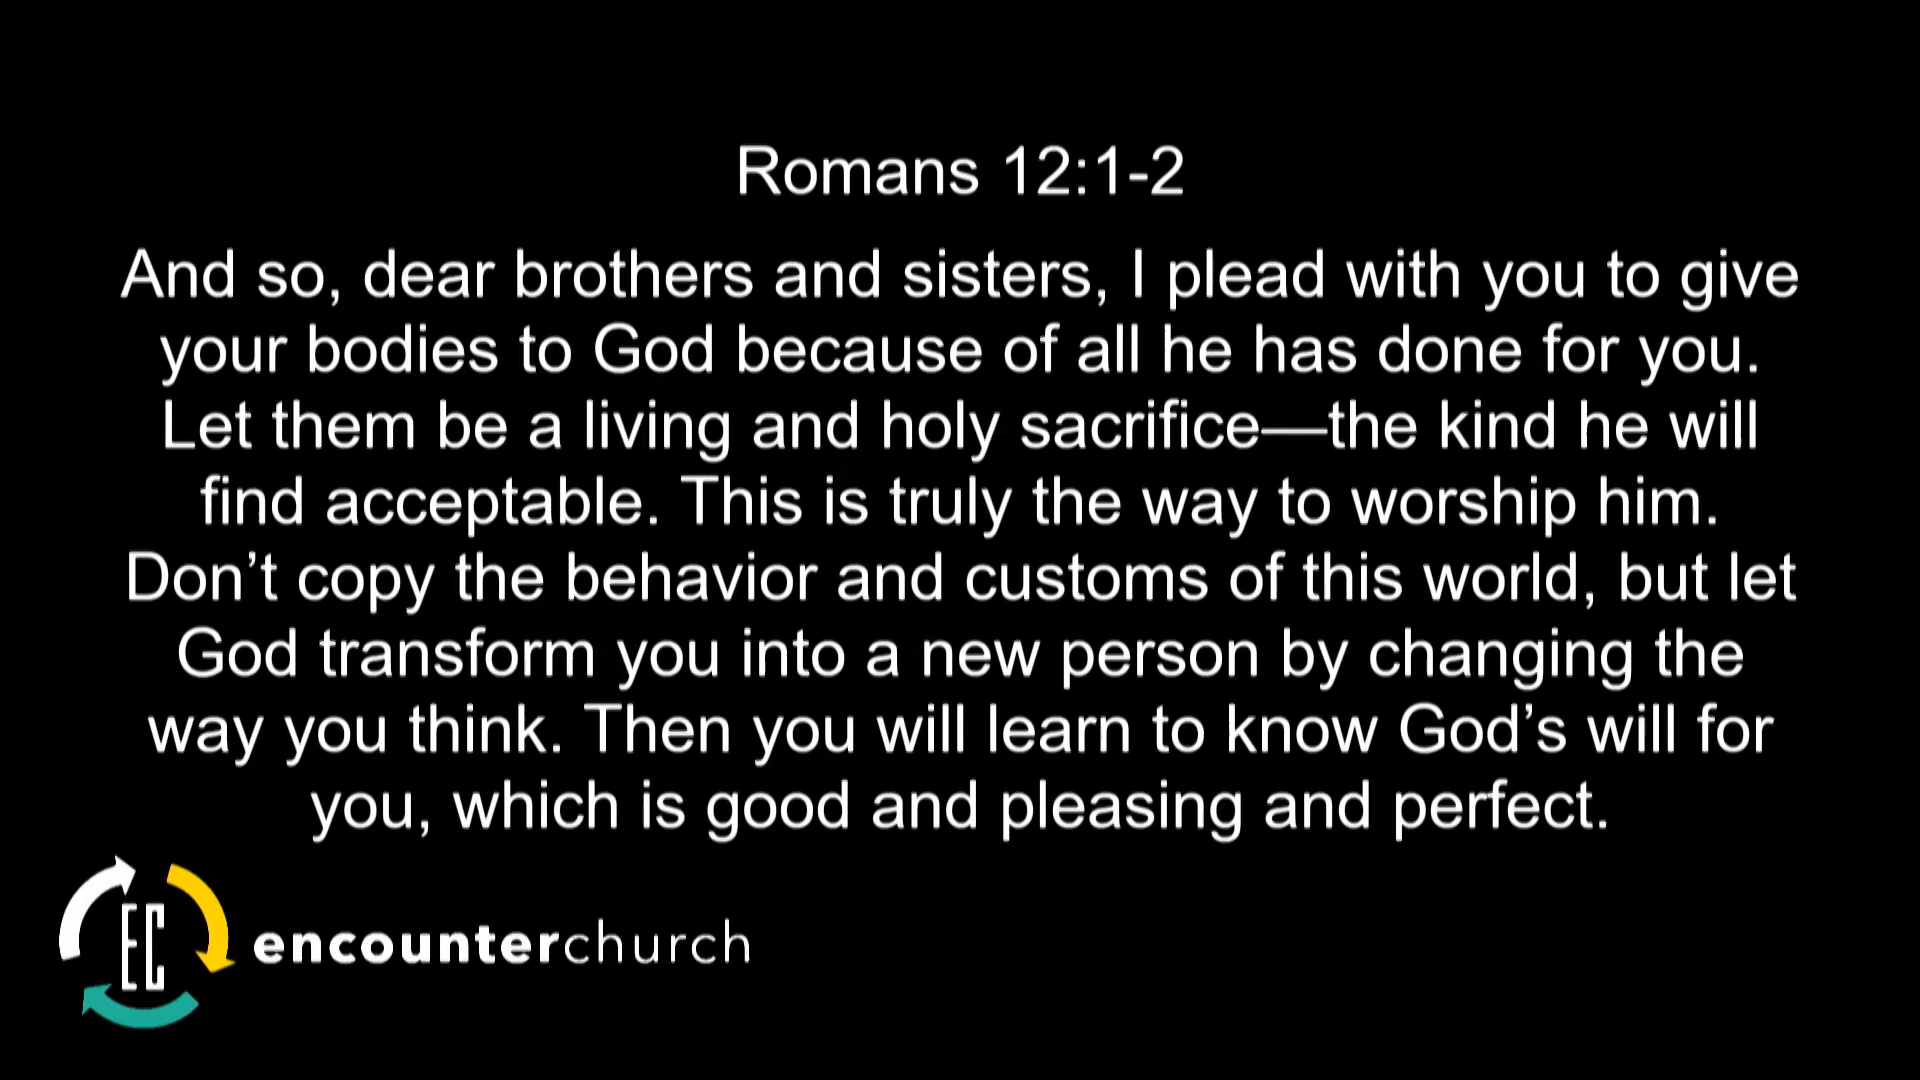 Romans 12:1-2
And so, dear brothers and sisters, I plead with you to give
your bodies to God because of all he has done for you.
Let them be a living and holy sacrifice—the kind he will
find acceptable. This is truly the way to worship him.
Don’t copy the behavior and customs of this world, but let
God transform you into a new person by changing the
way you think. Then you will learn to know God’s will for
you, which is good and pleasing and perfect.
EC
encounterchurch